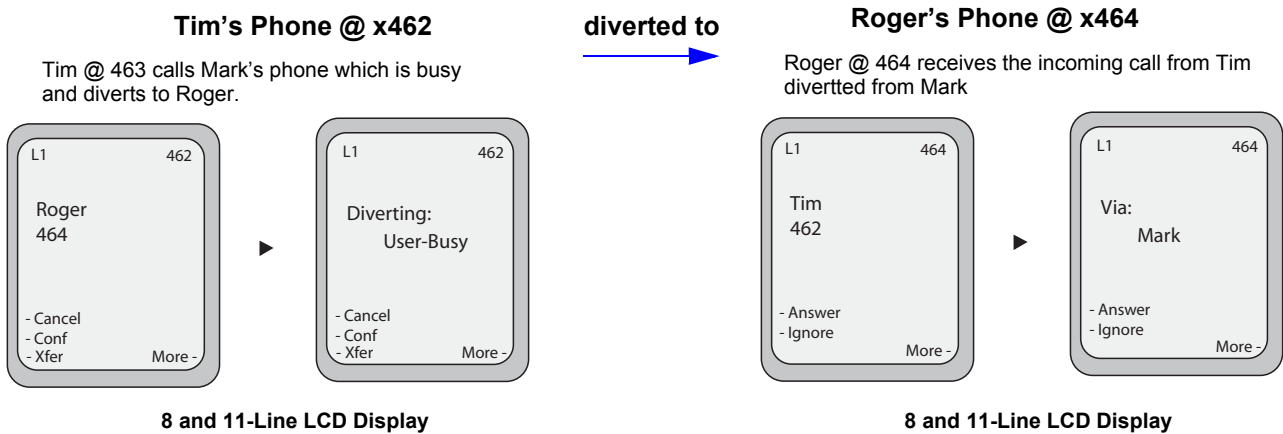 Tim's Phone @ x462
diverted to
Roger's Phone @ x464
Tim @ 463 calls Mark's phone which is busy
and diverts to Roger.
Roger @ 464 receives the incoming call from Tim
divertted from Mark
L1 462
Roger
464
- Cancel
- Conf
- Xfer More -
L1 462
Diverting:
User-Busy
- Cancel
- Conf
- Xfer More -
L1 464
Tim
462
- Answer
- Ignore
More -
L1 464
Via:
Mark
- Answer
- Ignore
More -
8 and 11-Line LCD Display
8 and 11-Line LCD Display